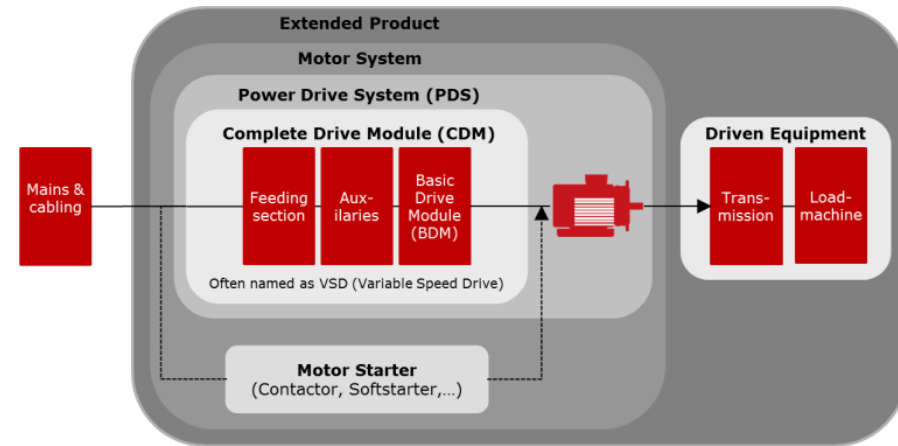 Extended Product
Motor System
Power Drive System (PDS)
Complete Drive Module (CDM)
Driven Equipment
Mains &
cabling
Feeding
section
Aux-
ilaries
Basic
Drive
Module
(BDM)
Trans-
mission
Load-
machine
Often named as VSD (Variable Speed Drive)
Motor Starter
(Contactor, Softstarter,...)